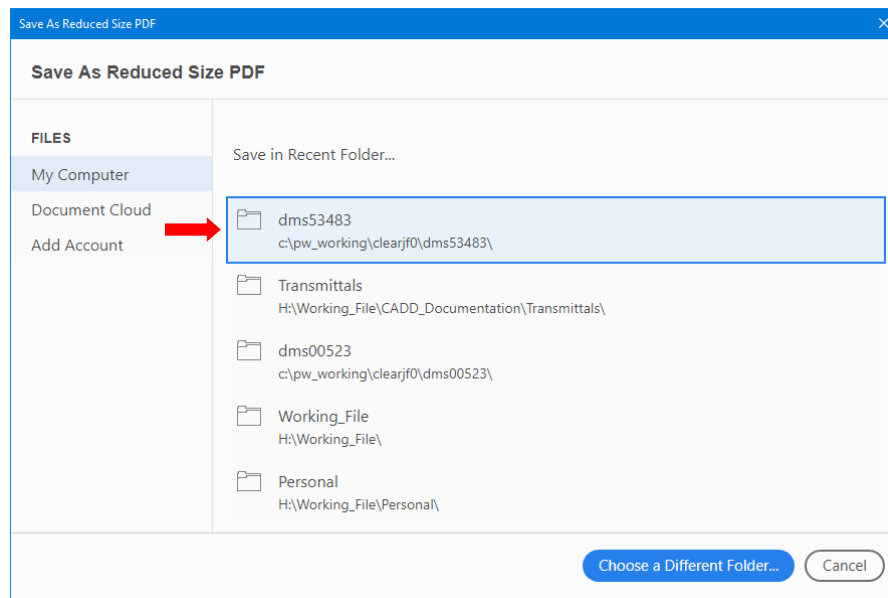 Save As Reduced Size PDF
Save As Reduced Size PDF
FILES
My Computer
Document Cloud
Add Account
Save in Recent Folder...
dms53483
c:\pw_working\clearjf0\dms53483\
Transmittals
H:\Working_File\CADD_Documentation\Transmittals\
dms00523
c:\pw_working\clearjf0\dms00523\
Working_File
H:\Working_File\
Personal
H:\Working_File\Personal\
Choose a Different Folder...
Cancel